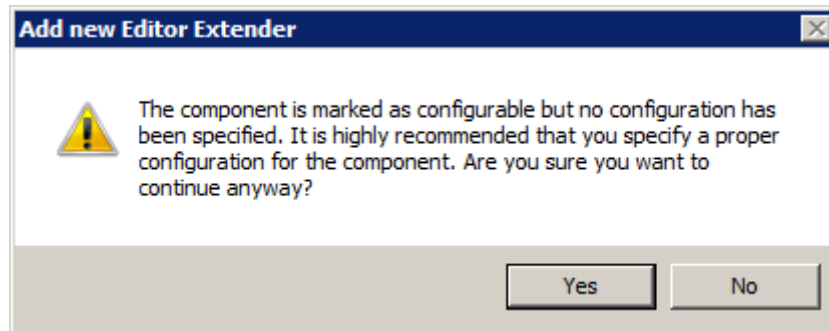 Add new Editor Extender
The component is marked as configurable but no configuration has
been specified. It is highly recommended that you specify a proper
configuration for the component. Are you sure you want to
continue anyway?
Yes
No